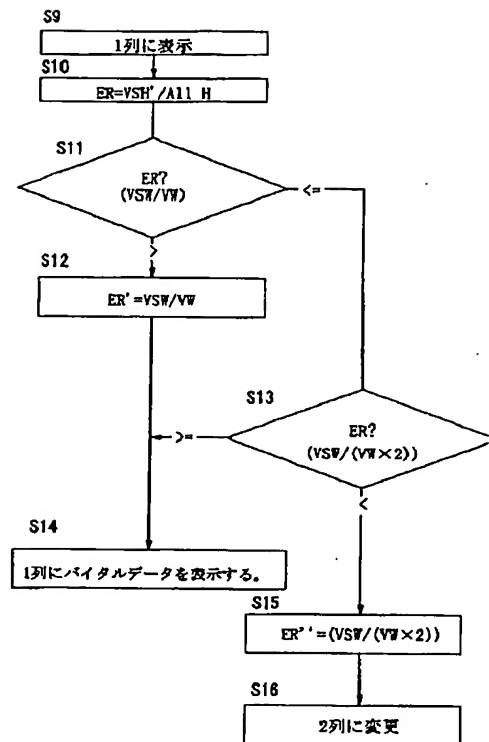 S9
1列に表示
S10
ER=VSH'/All H
S11
ER?
(VSW/VW)
<=
>
S12
ER'=VSW/VW
S13
ER?
(VSW/(VW×2))
>=
<
S14
1列にバイタルデータを表示する。
S15
ER''=(VSW/(VW×2))
S16
2列に変更